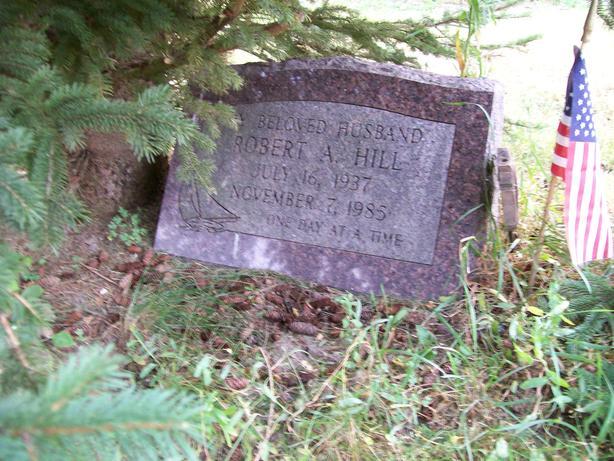 BELOVED HUSBAND
ROBERT A. HILL
JULY 16, 1937
NOVEMBER 7, 1985
ONE DAY AT A TIME